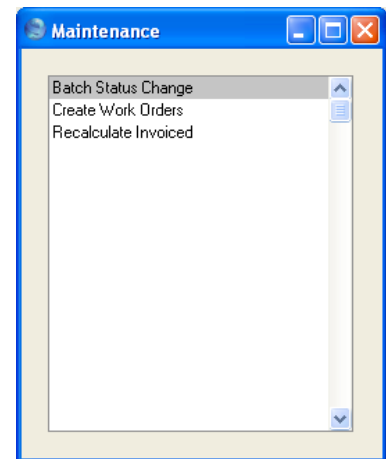 Maintenance
Batch Status Change
Create Work Orders
Recalculate Invoiced